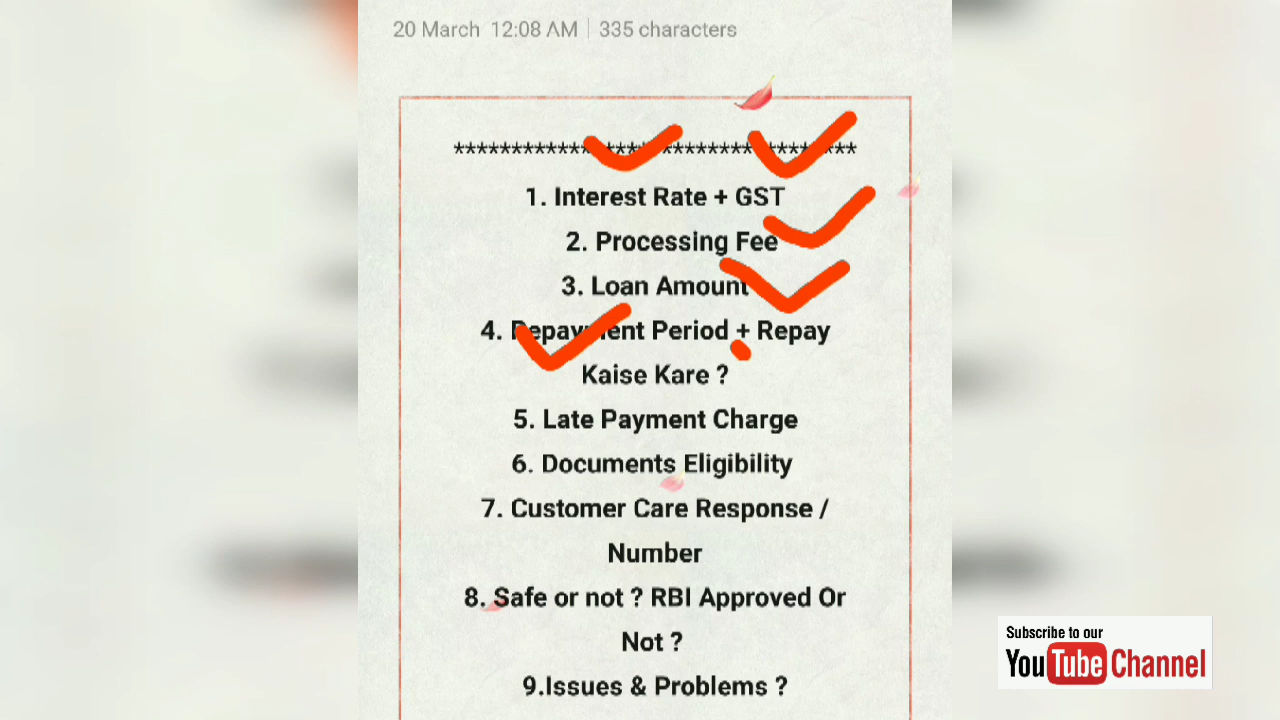 20 March 12:08 AM | 335 characters
***********************************
1. Interest Rate + GST
2. Processing Fee
3. Loan Amount
4. Repayment Period + Repay
Kaise Kare ?
5. Late Payment Charge
6. Documents Eligibility
7. Customer Care Response /
Number
8. Safe or not ? RBI Approved Or
Not ?
9.Issues & Problems ?
Subscribe to our
YouTube Channel